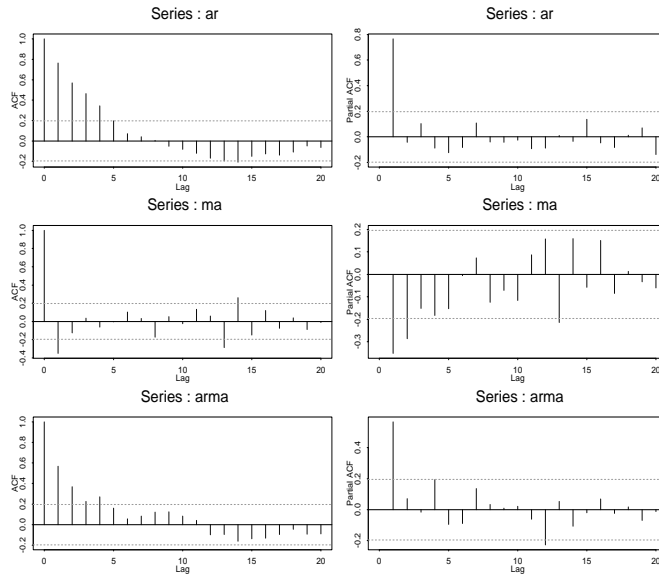 Series : ar
ACF
-0.2 0.0 0.2 0.4 0.6 0.8 1.0
0 5 10 15 20
Lag
Series : ar
Partial ACF
-0.2 0.0 0.2 0.4 0.6 0.8
0 5 10 15 20
Lag
Series : ma
ACF
-0.4 -0.2 0.0 0.2 0.4 0.6 0.8 1.0
0 5 10 15 20
Lag
Series : ma
Partial ACF
-0.3 -0.2 -0.1 0.0 0.1 0.2
0 5 10 15 20
Lag
Series : arma
ACF
-0.2 0.0 0.2 0.4 0.6 0.8 1.0
0 5 10 15 20
Lag
Series : arma
Partial ACF
-0.2 0.0 0.2 0.4
0 5 10 15 20
Lag